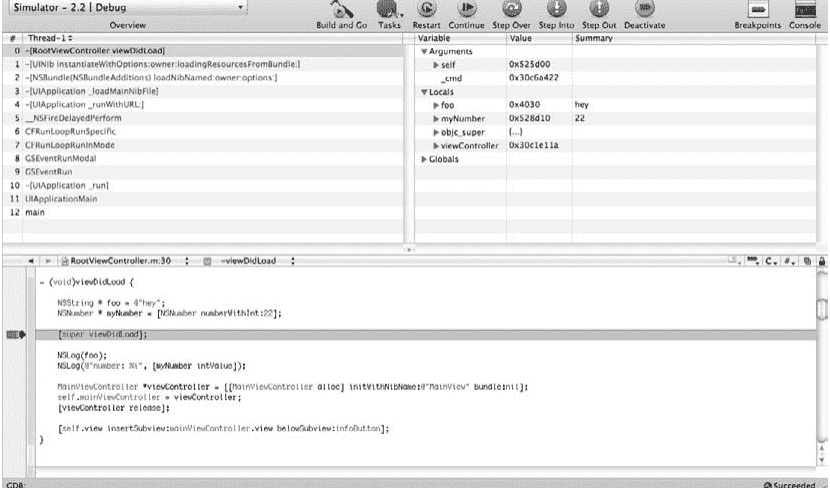 Simulator - 2.2 | Debug
Overview
Build and Go Tasks Restart Continue Step Over Step Into Step Out Deactivate Breakpoints Console
# Thread-1
0 -[RootViewController viewDidLoad]
1 -[UINib instantiateWithOptions:owner:loadingResourcesFromBundle:]
2 -[NSBundle(NSBundleAdditions) loadNibNamed:owner:options:]
3 -[UIApplication _loadMainNibFile]
4 -[UIApplication _runWithURL:]
5 __NSFireDelayedPerform
6 CFRunLoopRunSpecific
7 CFRunLoopRunInMode
8 GSEventRunModal
9 GSEventRun
10 -[UIApplication _run]
11 UIApplicationMain
12 main
Variable Value Summary
Arguments
self 0x525d00
_cmd 0x30c6a422
Locals
foo 0x4030 hey
myNumber 0x528d10 22
objc_super {...}
viewController 0x30c1e11a
Globals
RootViewController.m:30 -viewDidLoad C, #,
- (void)viewDidLoad {
NSString * foo = @"hey";
NSNumber * myNumber = [NSNumber numberWithInt:22];
[super viewDidLoad];
NSLog(foo);
NSLog(@"number: %i", [myNumber intValue]);
MainViewController *viewController = [[MainViewController alloc] initWithNibName:@"MainView" bundle:nil];
self.mainViewController = viewController;
[viewController release];
[self.view insertSubview:mainViewController.view belowSubview:infoButton];
}
GDB: Succeeded